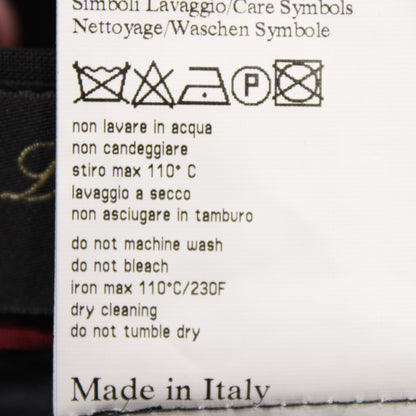 Simboli Lavaggio/Care Symbols
Nettoyage/Waschen Symbole
P
non lavare in acqua
non candeggiare
stiro max 110° C
lavaggio a secco
non asciugare in tamburo
do not machine wash
do not bleach
iron max 110°C/230F
dry cleaning
do not tumble dry
Made in Italy